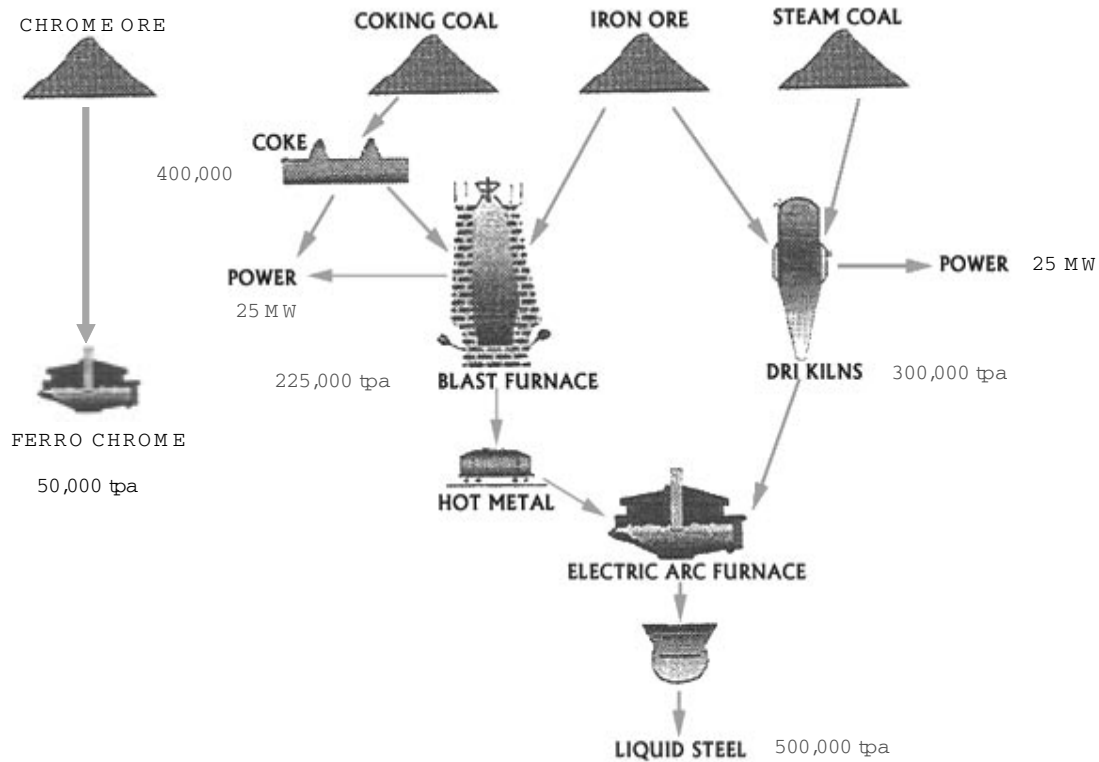 CHROME ORE
COKING COAL
IRON ORE
STEAM COAL
COKE
400,000
POWER
25 MW
POWER
25 MW
225,000 tpa
BLAST FURNACE
DRI KILNS
300,000 tpa
FERRO CHROME
50,000 tpa
HOT METAL
ELECTRIC ARC FURNACE
LIQUID STEEL
500,000 tpa